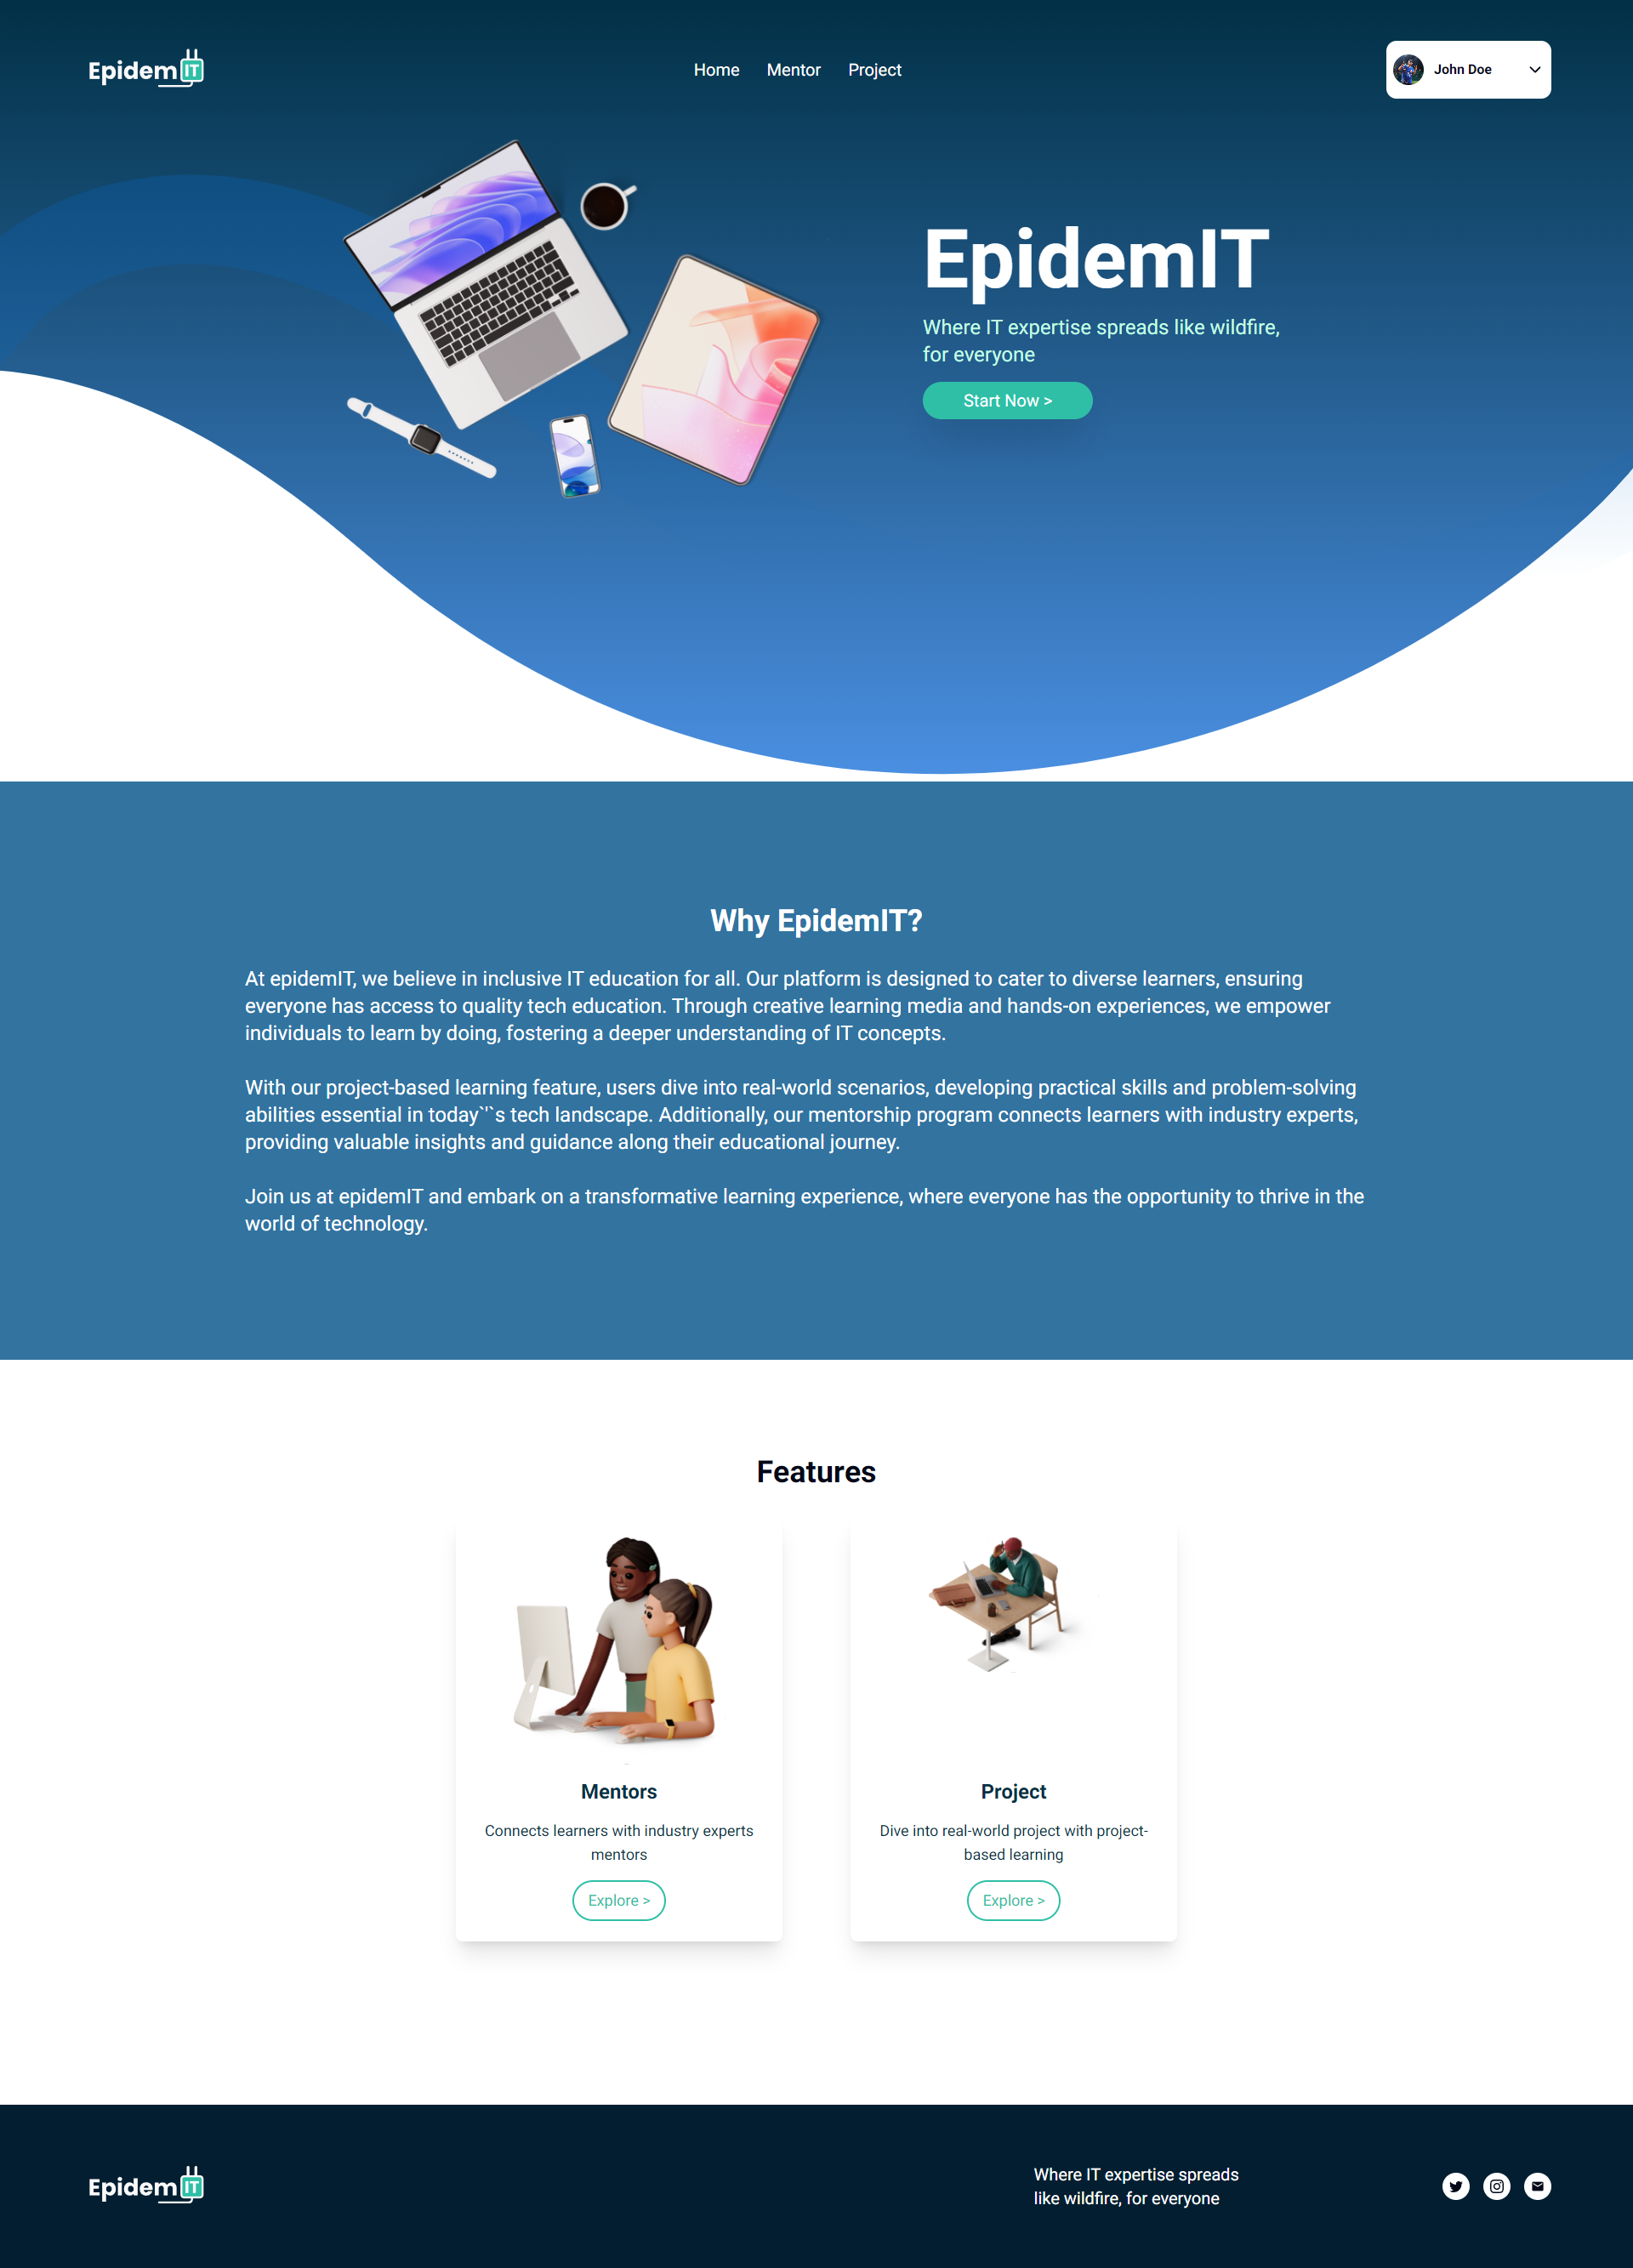 EpidemIT
Home Mentor Project
John Doe
EpidemIT
Where IT expertise spreads like wildfire,
for everyone
Start Now >
Why EpidemIT?
At epidemIT, we believe in inclusive IT education for all. Our platform is designed to cater to diverse learners, ensuring
everyone has access to quality tech education. Through creative learning media and hands-on experiences, we empower
individuals to learn by doing, fostering a deeper understanding of IT concepts.
With our project-based learning feature, users dive into real-world scenarios, developing practical skills and problem-solving
abilities essential in today`'`s tech landscape. Additionally, our mentorship program connects learners with industry experts,
providing valuable insights and guidance along their educational journey.
Join us at epidemIT and embark on a transformative learning experience, where everyone has the opportunity to thrive in the
world of technology.
Features
Mentors
Connects learners with industry experts
mentors
Explore >
Project
Dive into real-world project with project-
based learning
Explore >
EpidemIT
Where IT expertise spreads
like wildfire, for everyone